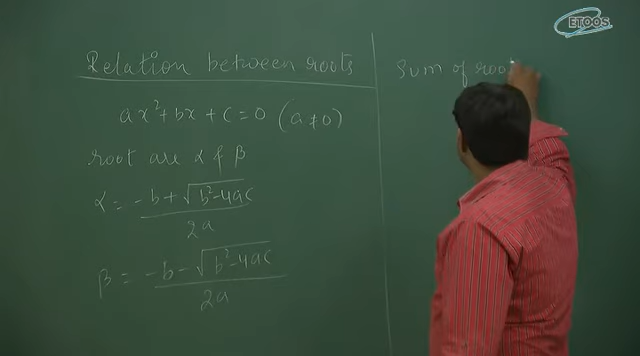 Relation between roots
ax²+bx+c=0 (a≠0)
root are α & β
α = -b+√b²-4ac
2a
β = -b-√b²-4ac
2a
Sum of roo
ETOOS